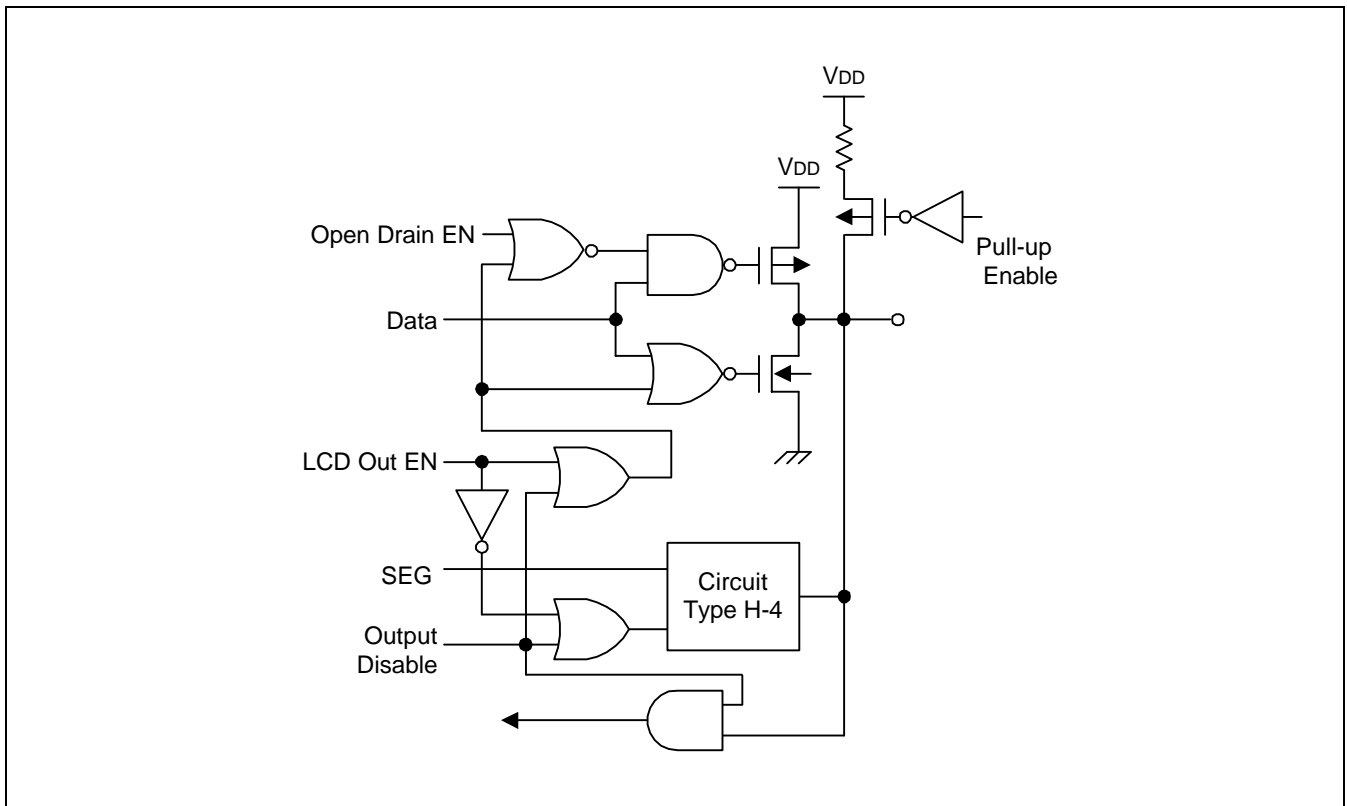 VDD
VDD
Open Drain EN
Pull-up
Enable
Data
LCD Out EN
SEG
Circuit
Type H-4
Output
Disable